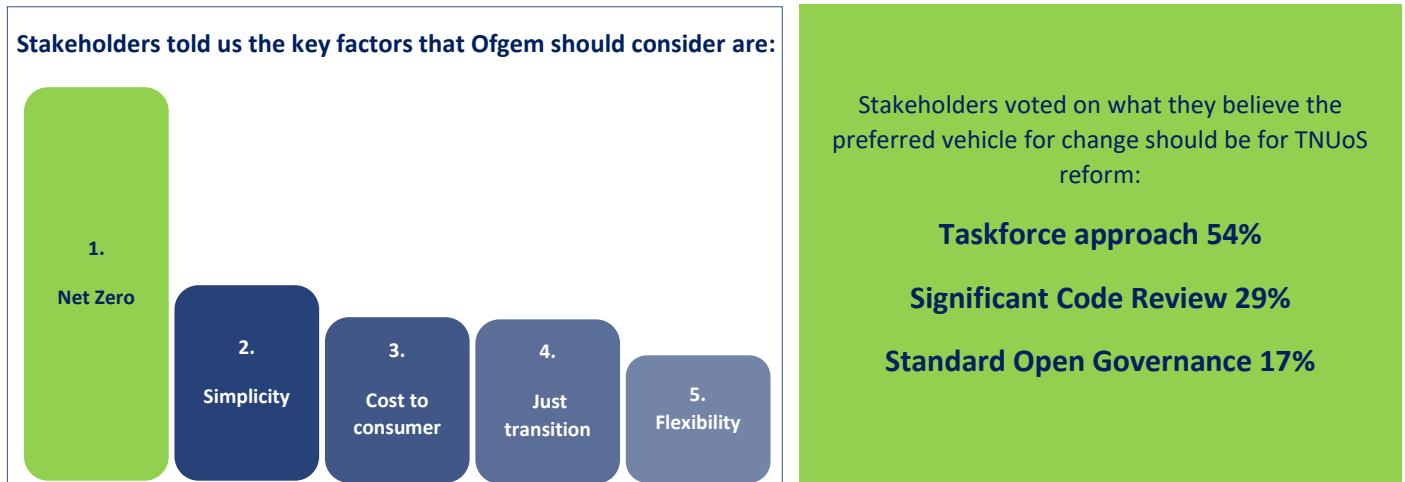 Stakeholders told us the key factors that Ofgem should consider are:
1.
Net Zero
2.
Simplicity
3.
Cost to
consumer
4.
Just
transition
5.
Flexibility
Stakeholders voted on what they believe the
preferred vehicle for change should be for TNUoS
reform:
Taskforce approach 54%
Significant Code Review 29%
Standard Open Governance 17%